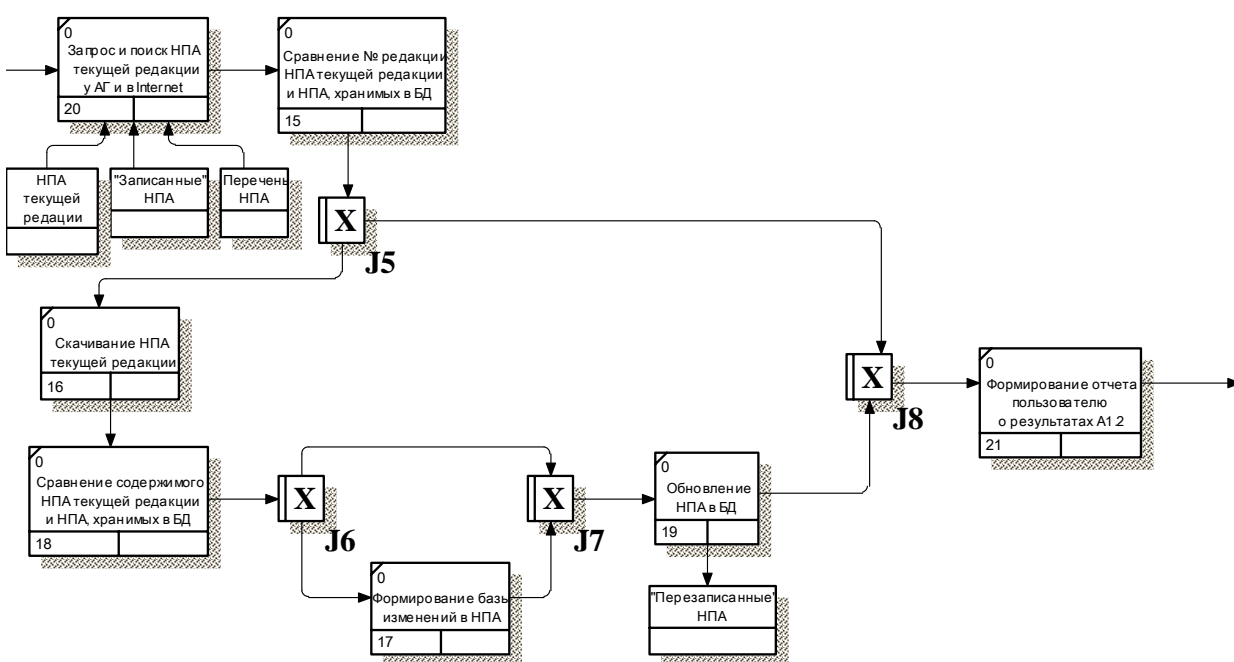 0
Запрос и поиск НПА
текущей редакции
у АГ и в Internet
20
0
Сравнение № редакции
НПА текущей редакции
и НПА, хранимых в БД
15
НПА
текущей
редации
"Записанные"
НПА
Перечень
НПА
X
J5
0
Скачивание НПА
текущей редакции
16
X
J8
0
Формирование отчета
пользователю
о результатах А1.2
21
0
Сравнение содержимого
НПА текущей редакции
и НПА, хранимых в БД
18
X
J6
X
J7
0
Обновление
НПА в БД
19
0
Формирование базы
изменений в НПА
17
"Перезаписанные"
НПА